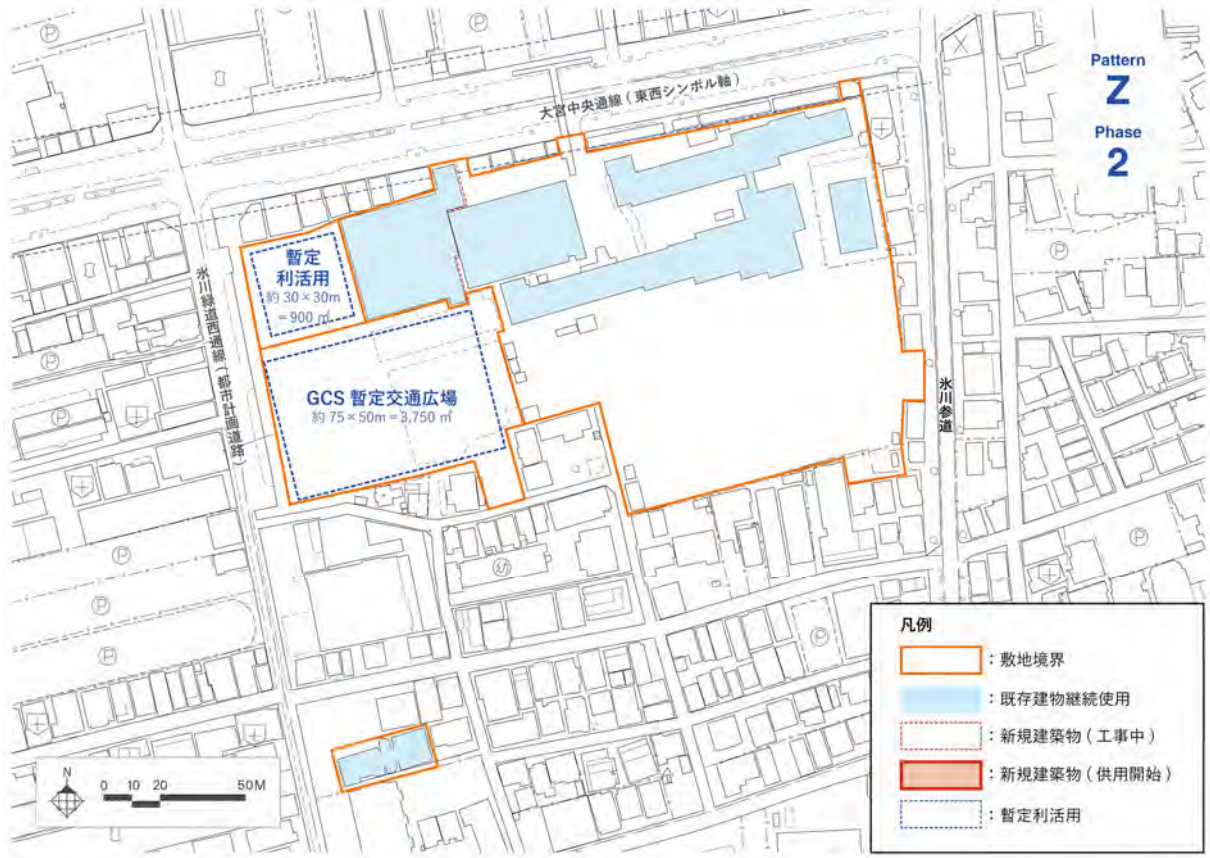 Pattern
Z
Phase
2
大宮中央通線（東西シンボル軸）
暫定
利活用
約 30×30m
= 900 ㎡
GCS 暫定交通広場
約 75×50m = 3,750 ㎡
氷川緑道西通線（都市計画道路）
氷川参道
P
P
P
P
P
P
P
P
P
幼
凡例
：敷地境界
：既存建物継続使用
：新規建築物（工事中）
：新規建築物（供用開始）
：暫定利活用
N
0 10 20 50M